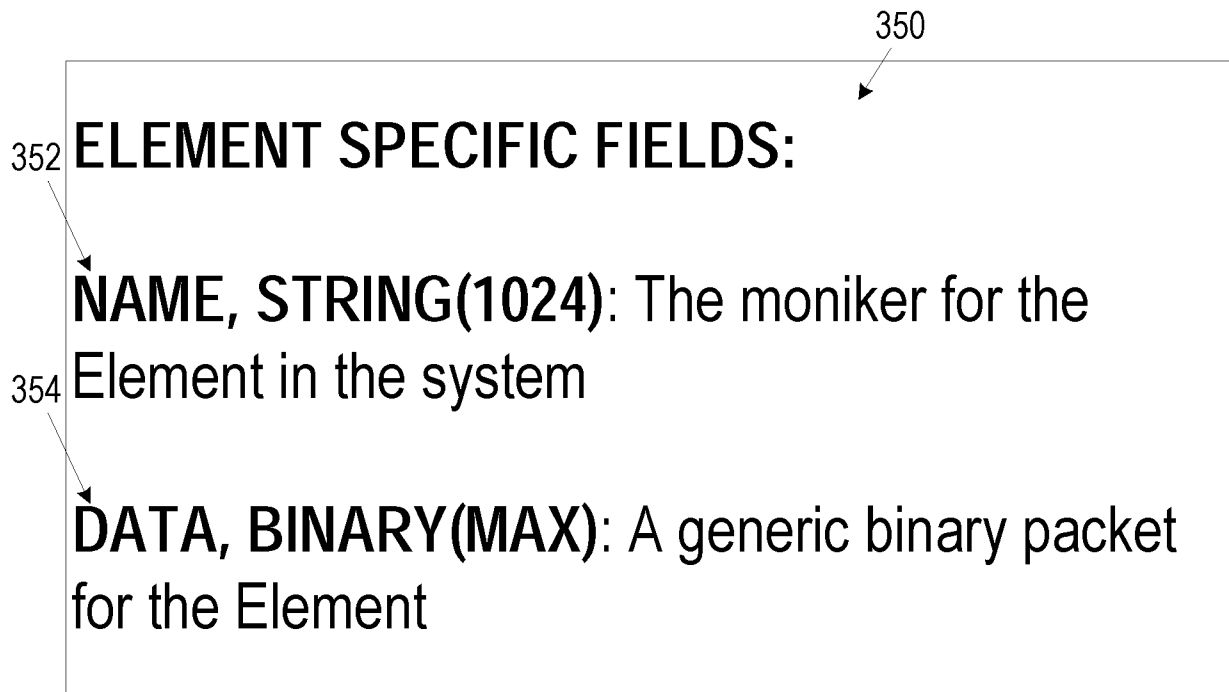 350
352
ELEMENT SPECIFIC FIELDS:
NAME, STRING(1024): The moniker for the
Element in the system
354
DATA, BINARY(MAX): A generic binary packet
for the Element